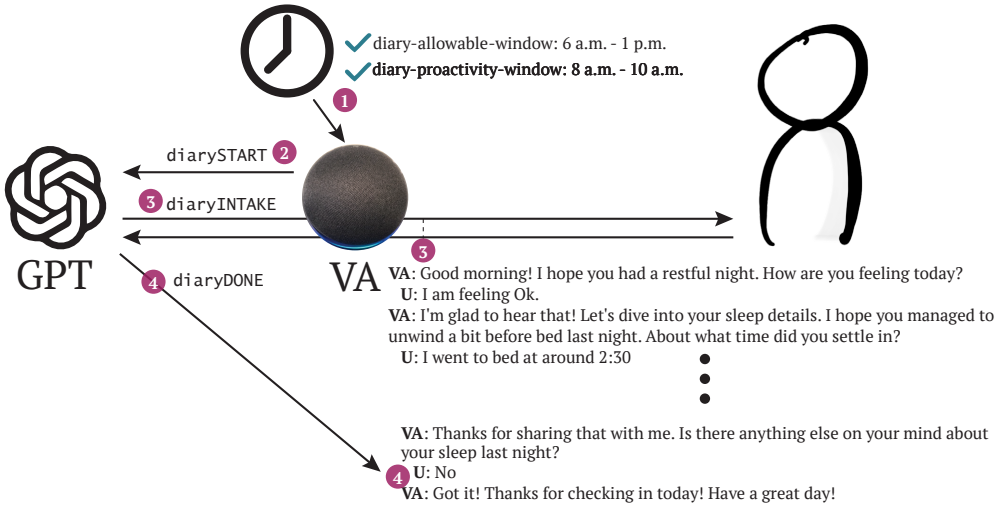 diary-allowable-window: 6 a.m. - 1 p.m.
diary-proactivity-window: 8 a.m. - 10 a.m.
1
diarySTART 2
3 diaryINTAKE
GPT
VA
3
4 diaryDONE
VA: Good morning! I hope you had a restful night. How are you feeling today?
U: I am feeling Ok.
VA: I'm glad to hear that! Let's dive into your sleep details. I hope you managed to
unwind a bit before bed last night. About what time did you settle in?
U: I went to bed at around 2:30
VA: Thanks for sharing that with me. Is there anything else on your mind about
your sleep last night?
4 U: No
VA: Got it! Thanks for checking in today! Have a great day!